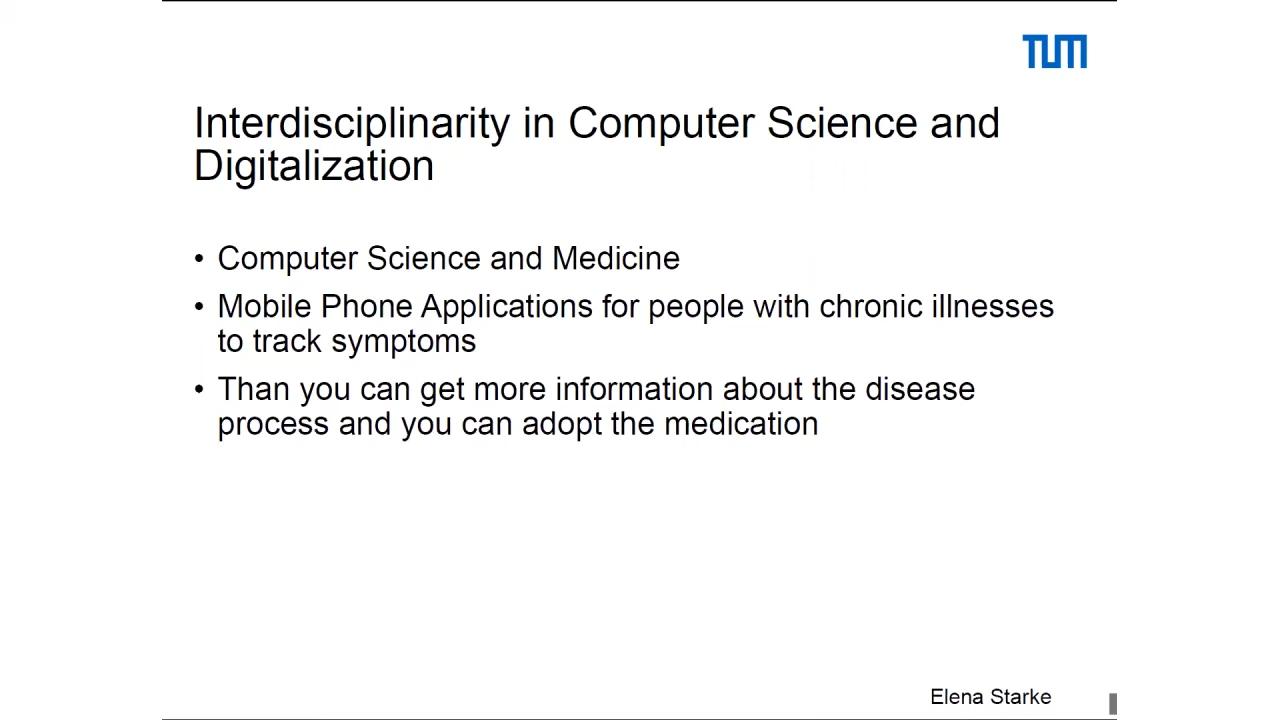 TUM
Interdisciplinarity in Computer Science and
Digitalization
• Computer Science and Medicine
• Mobile Phone Applications for people with chronic illnesses
to track symptoms
• Than you can get more information about the disease
process and you can adopt the medication
Elena Starke